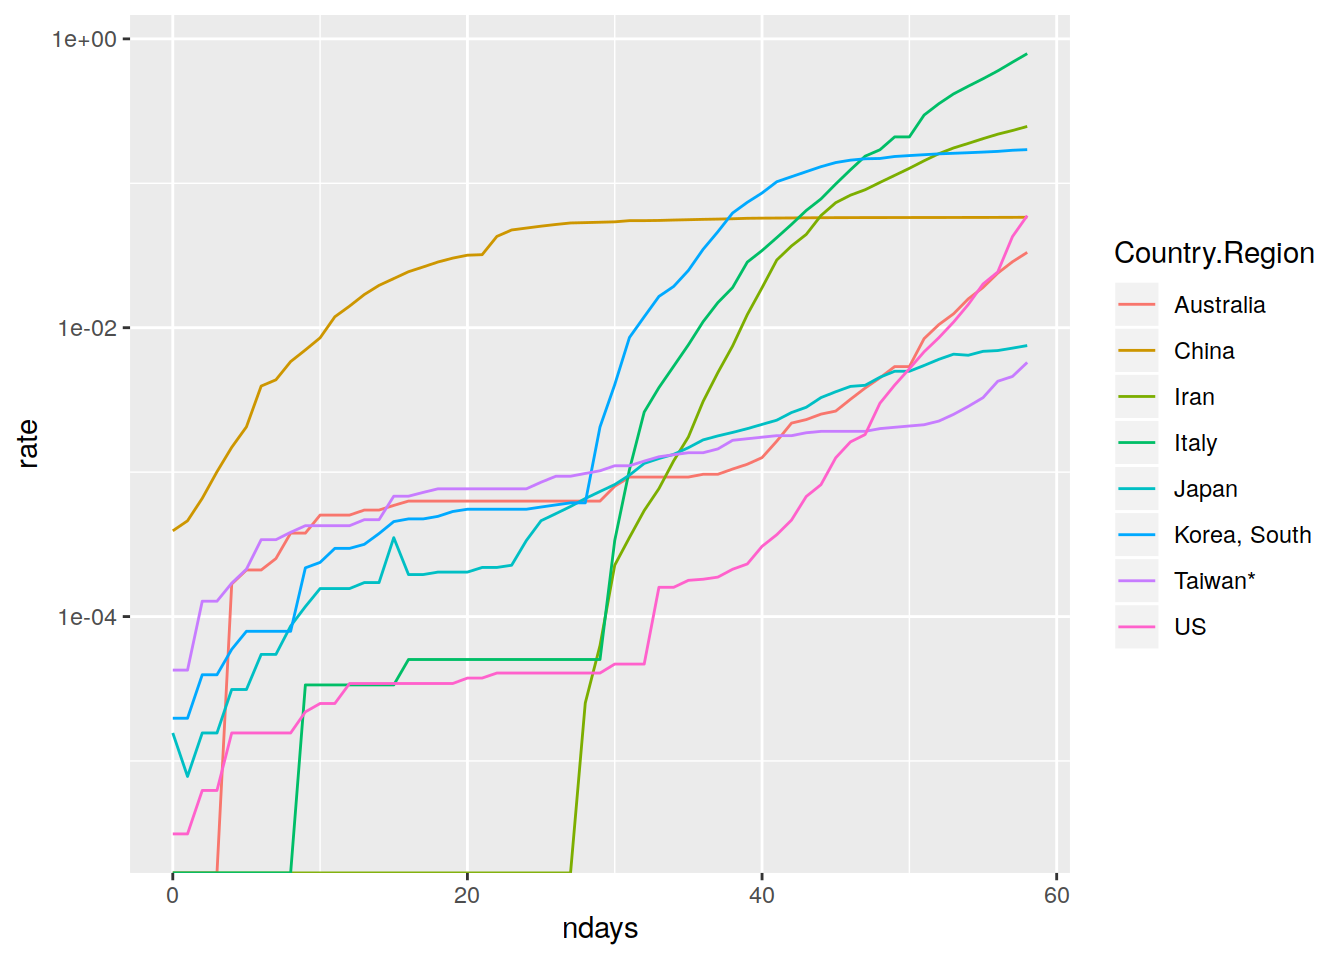 1e+00
1e-02
1e-04
rate
0
20
40
60
ndays
Country.Region
Australia
China
Iran
Italy
Japan
Korea, South
Taiwan*
US